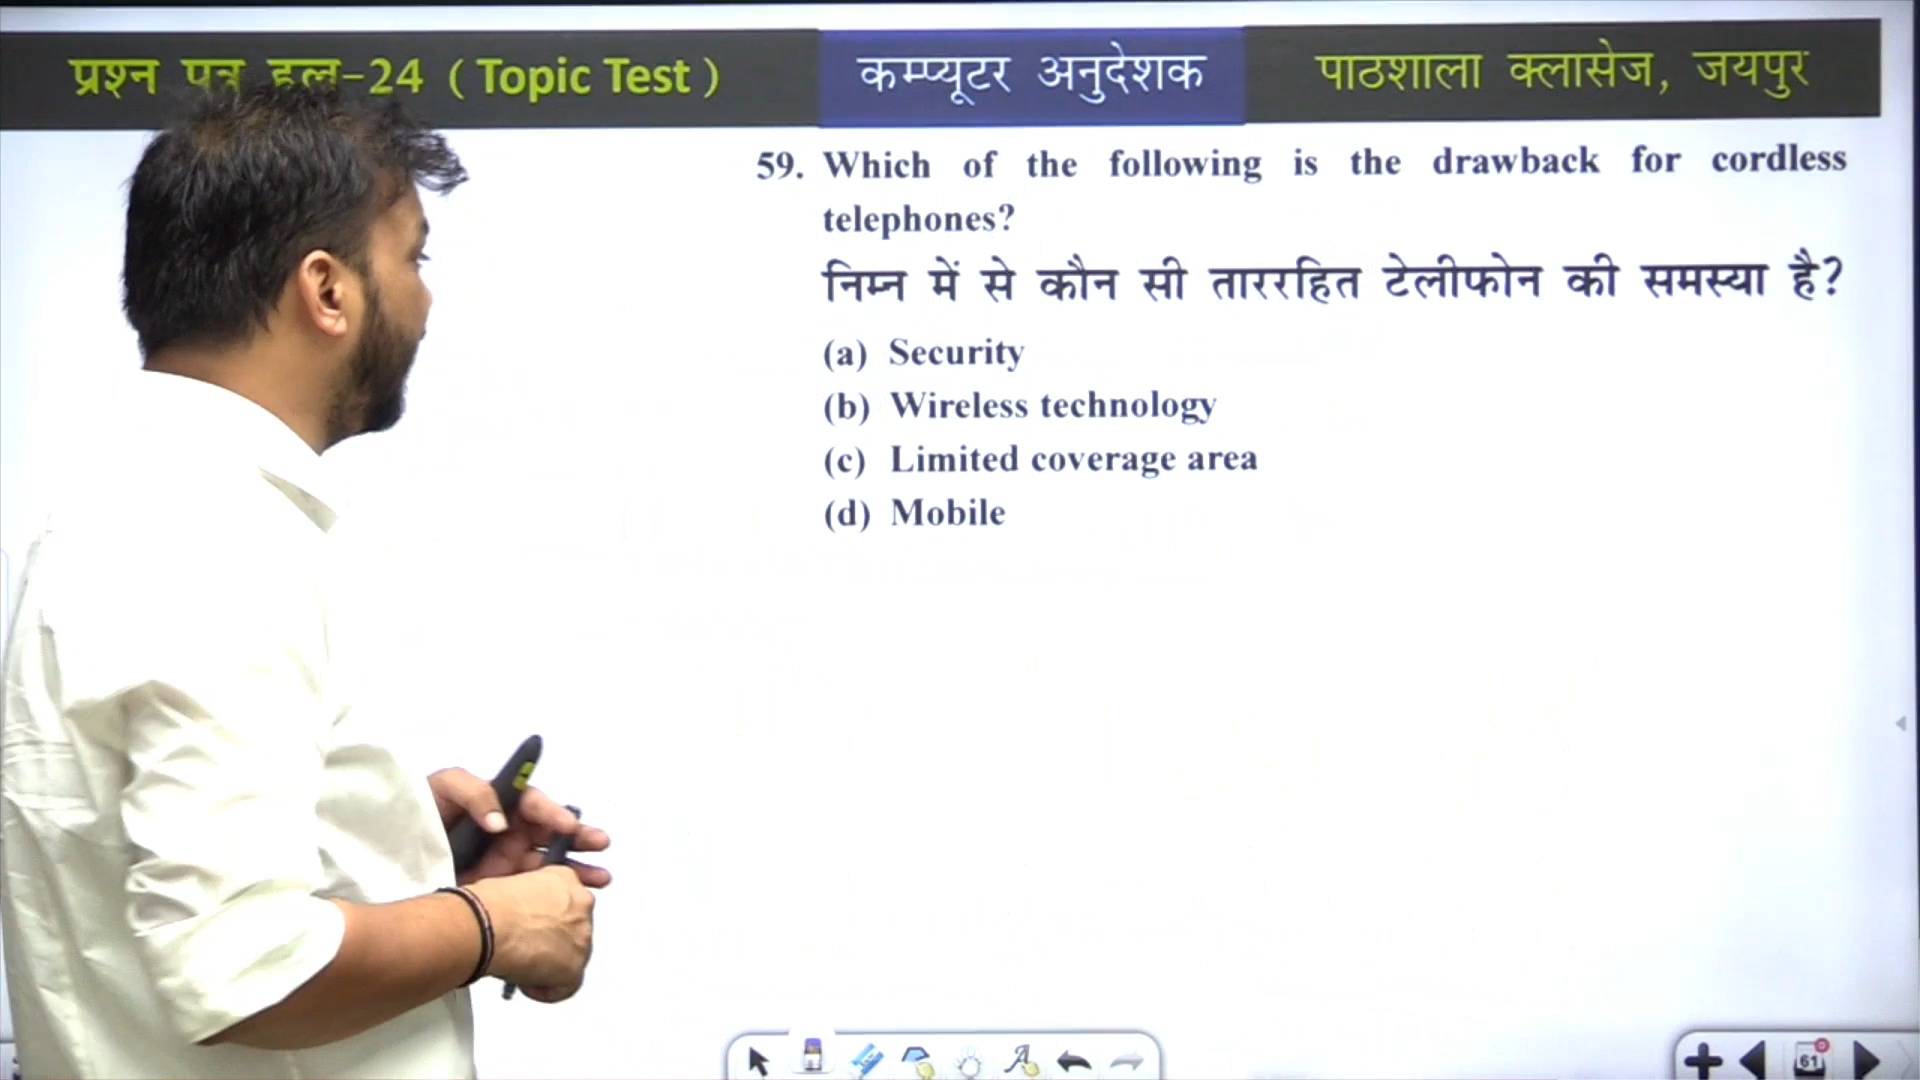 प्रश्न पत्र हल-24 ( Topic Test )
कम्प्यूटर अनुदेशक
पाठशाला क्लासेज, जयपुर
59. Which of the following is the drawback for cordless
telephones?
निम्न में से कौन सी ताररहित टेलीफोन की समस्या है?
(a) Security
(b) Wireless technology
(c) Limited coverage area
(d) Mobile
61